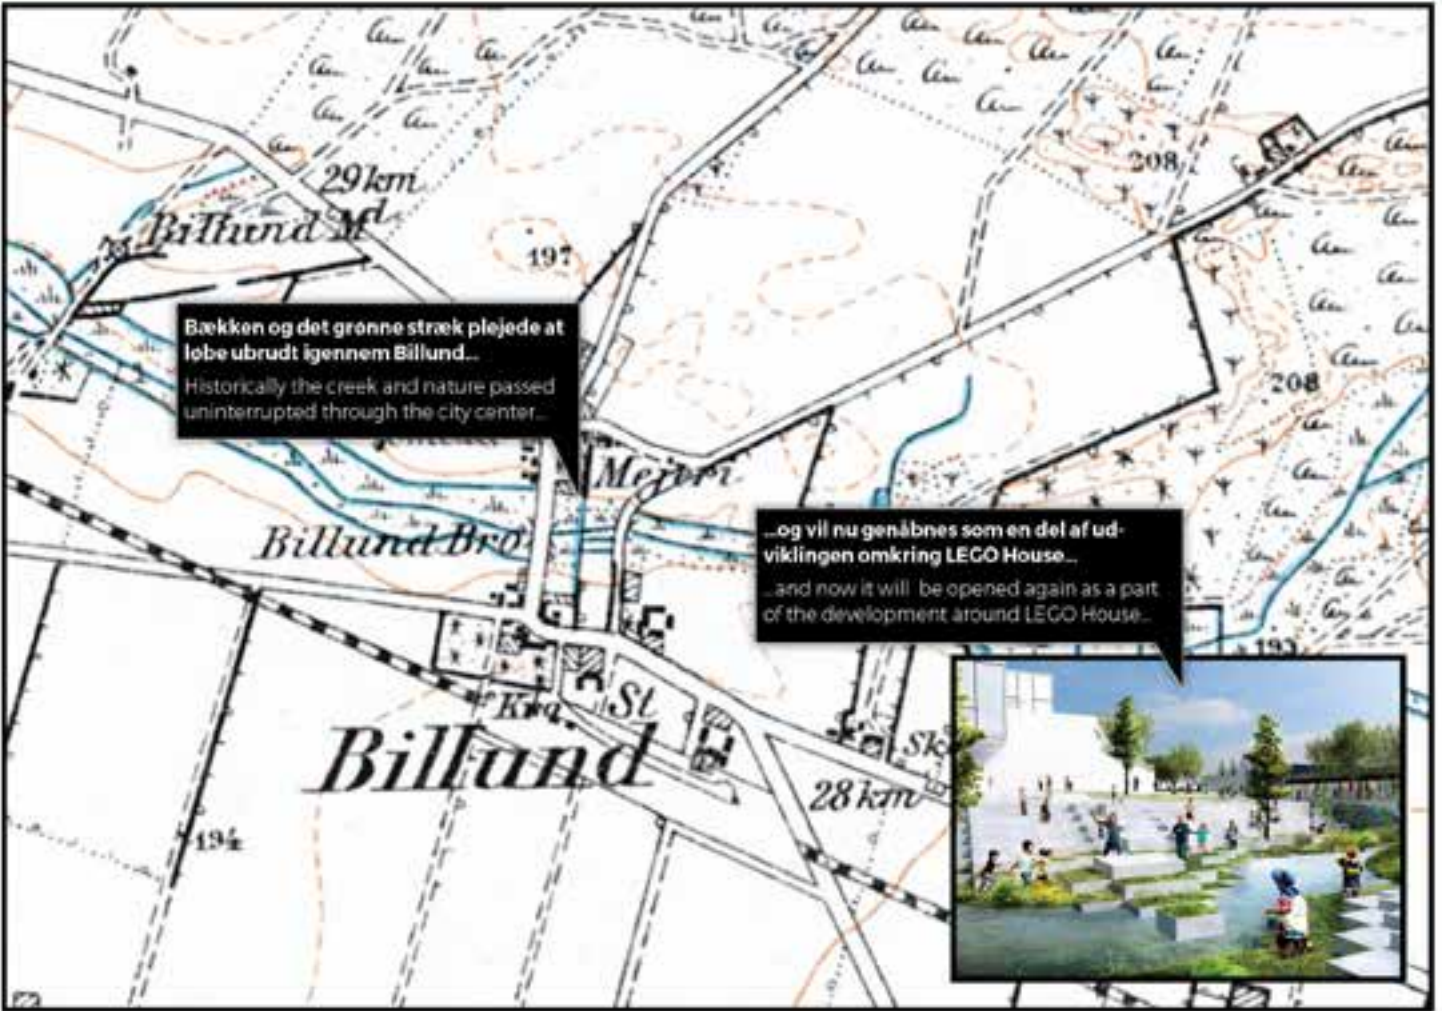 29 km
Billund Md
197
208
Bækken og det grønne stræk plejede at
løbe ubrudt igennem Billund...
Historically the creek and nature passed
uninterrupted through the city center...
208
Mejeri
Billund Bro
...og vil nu genåbnes som en del af ud-
viklingen omkring LEGO House...
...and now it will be opened again as a part
of the development around LEGO House...
193
Kro
St
Billund
Sk
28 km
194